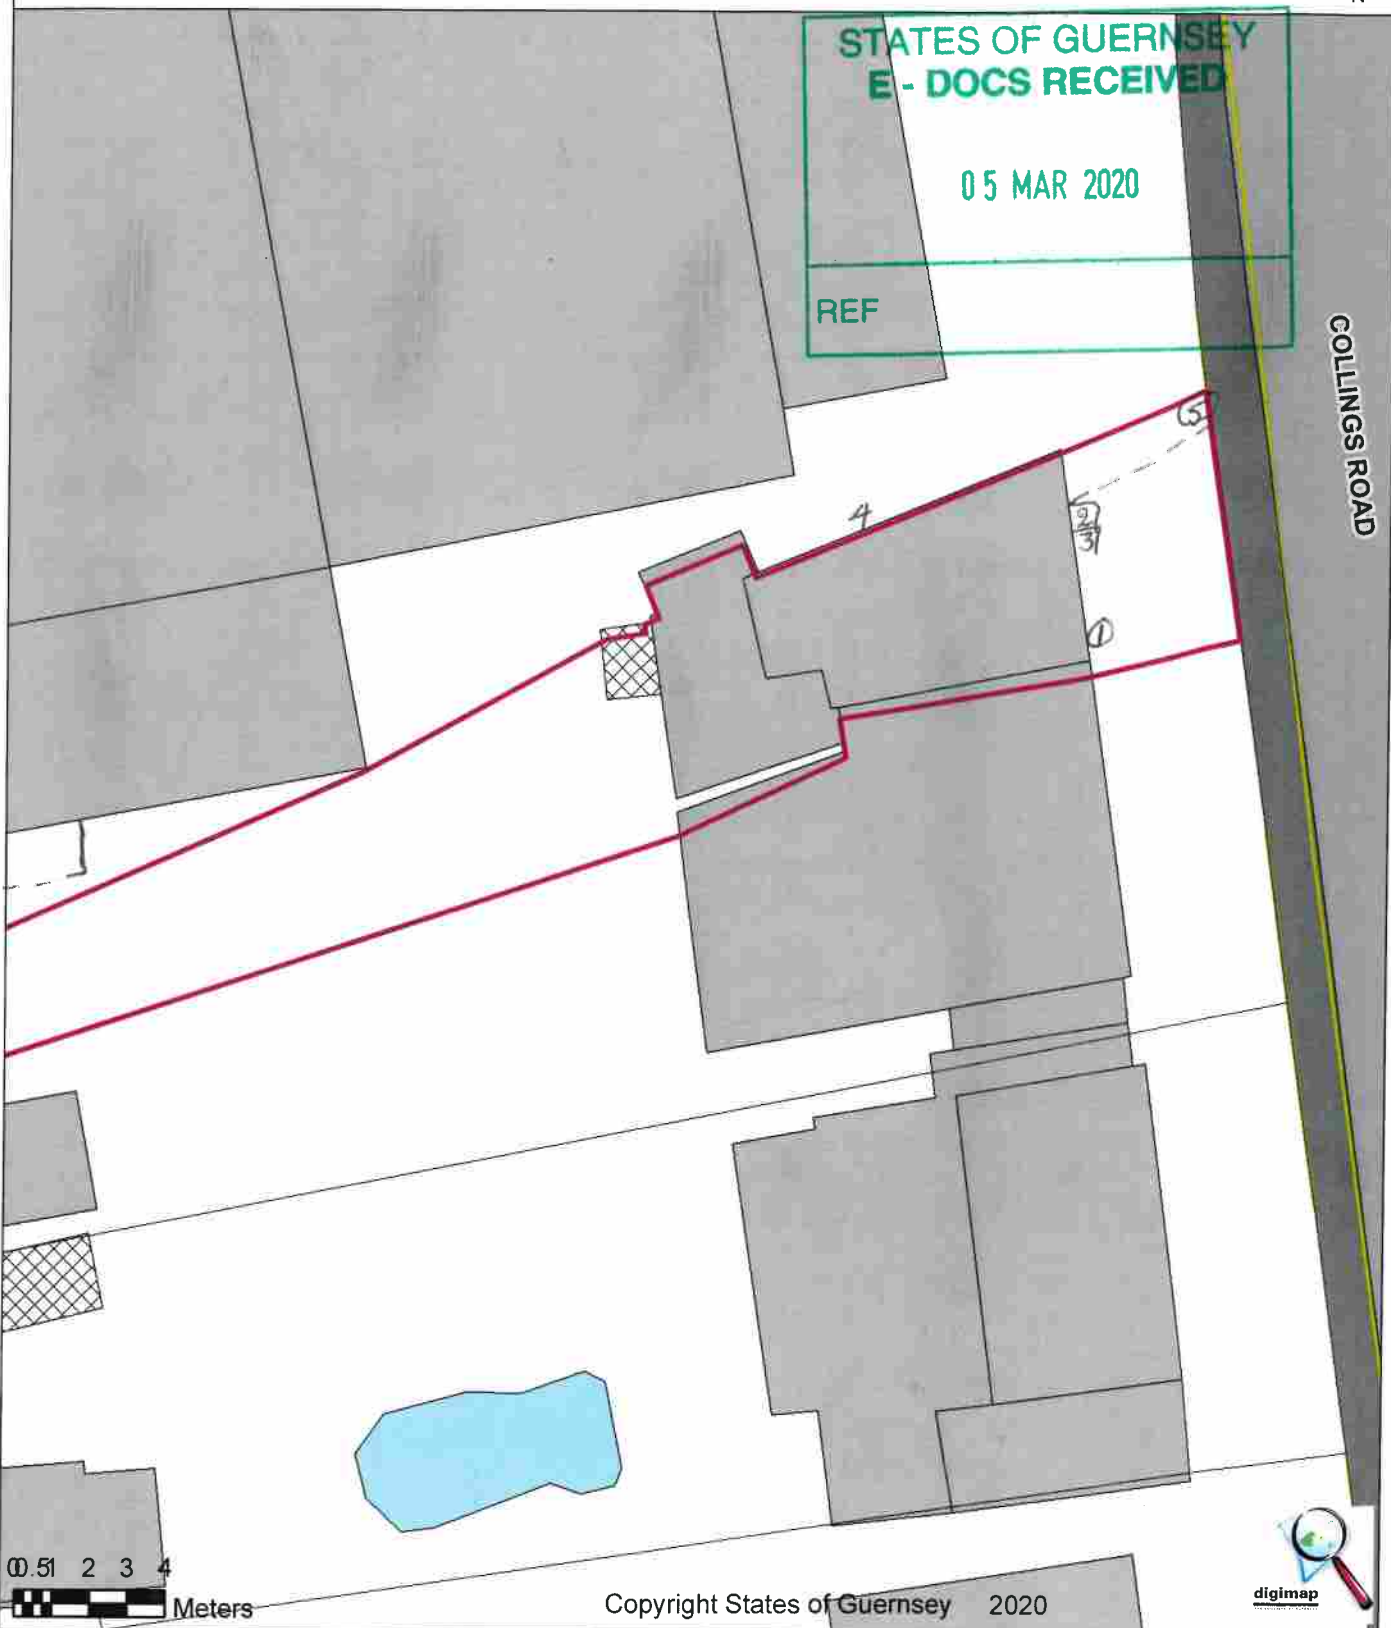 N
STATES OF GUERNSEY
E - DOCS RECEIVED
05 MAR 2020
REF
COLLINGS ROAD
5
4
2
3
1
0 0.5 1 2 3 4
Meters
Copyright States of Guernsey 2020
digimap